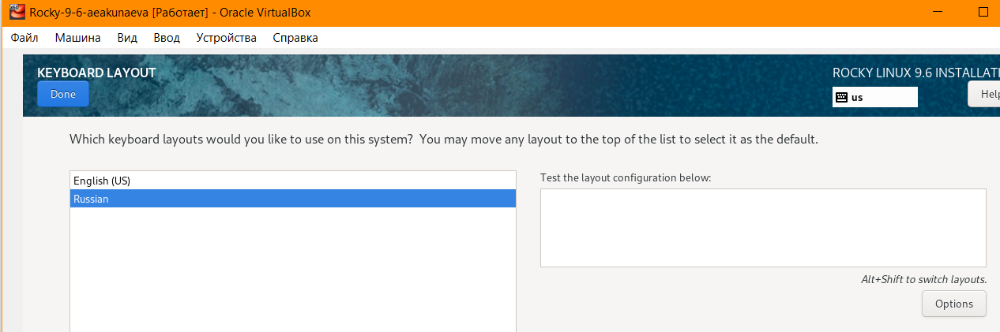 Rocky-9-6-aeakunaeva [Работает] - Oracle VirtualBox
Файл Машина Вид Ввод Устройства Справка
KEYBOARD LAYOUT
ROCKY LINUX 9.6 INSTALLATI
Done
us
Help
Which keyboard layouts would you like to use on this system? You may move any layout to the top of the list to select it as the default.
English (US)
Russian
Test the layout configuration below:
Alt+Shift to switch layouts.
Options